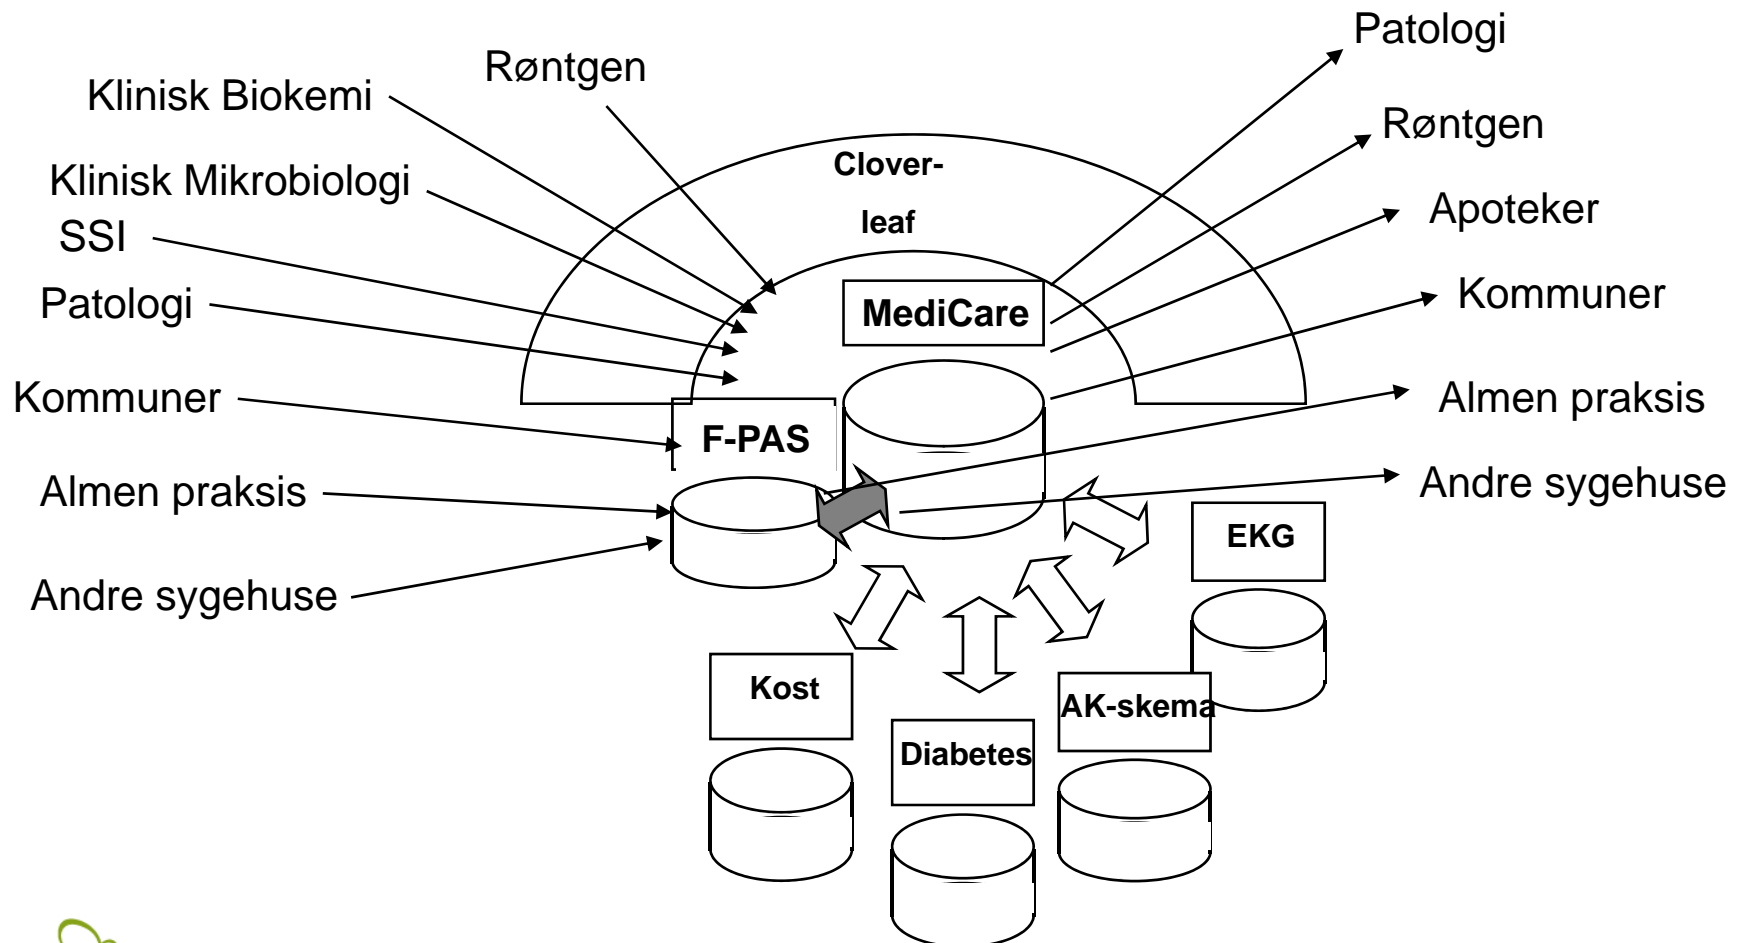 Patologi
Røntgen
Klinisk Biokemi
Røntgen
Clover-
leaf
Klinisk Mikrobiologi
Apoteker
SSI
Kommuner
Patologi
MediCare
Kommuner
Almen praksis
F-PAS
Almen praksis
Andre sygehuse
EKG
Andre sygehuse
Kost
AK-skema
Diabetes